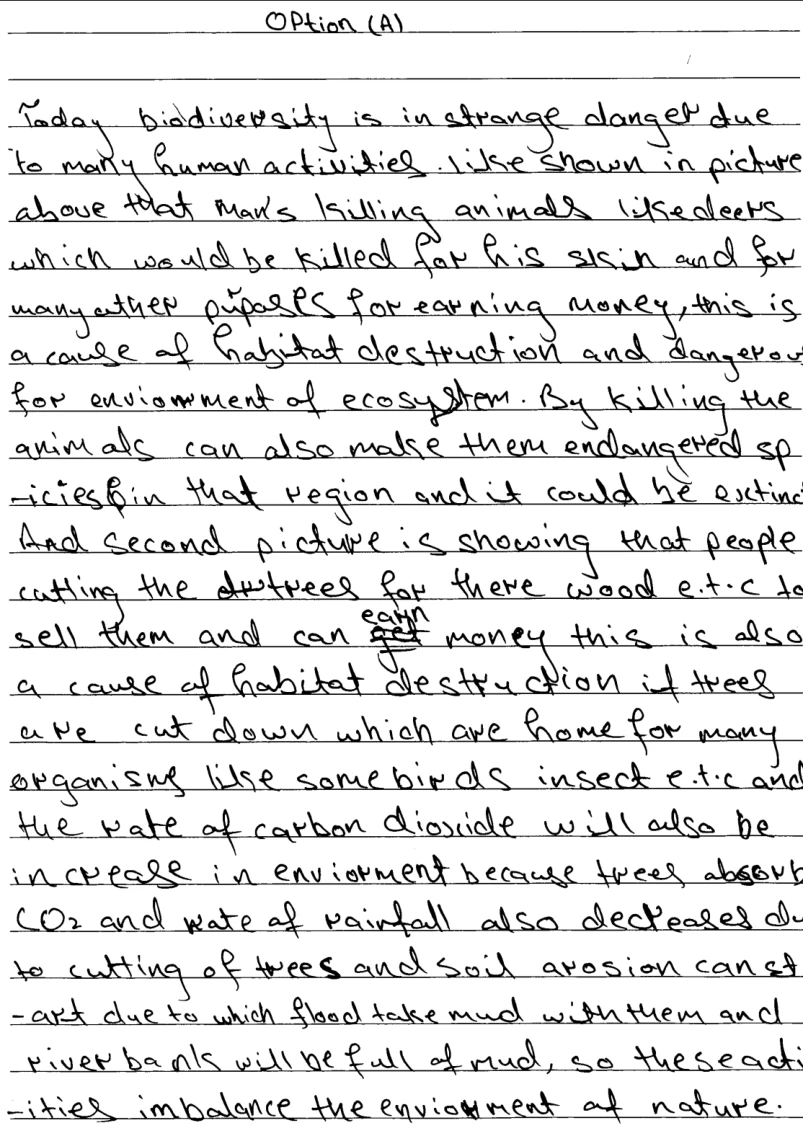 Option (A)
Today biodiversity is in strange danger due
to many human activities. like shown in picture
above that man's killing animals like deers
which would be killed for his skin and for
many other puposes for earning money, this is
a cause of habitat destruction and dangerou
for enviornment of ecosystem. By killing the
animals can also make them endangered sp
-icies in that region and it could be extinc
And second picture is showing that people
cutting the trees for there wood e.t.c to
sell them and can earn money this is also
a cause of habitat destruction if trees
are cut down which are home for many
organisms like some birds insect e.t.c and
the rate of carbon dioxide will also be
increase in enviorment because trees absorb
CO2 and rate of rainfall also decreases du
to cutting of trees and soil arosion can st
-art due to which flood take mud with them and
river banks will be full of mud, so these acti
-ities imbalance the enviornment of nature.